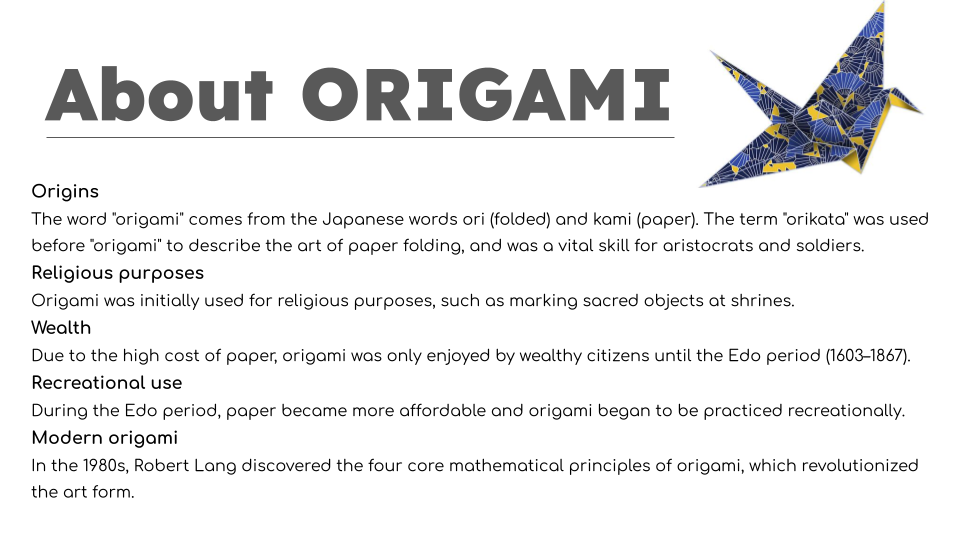 About ORIGAMI
Origins
The word "origami" comes from the Japanese words ori (folded) and kami (paper). The term "orikata" was used
before "origami" to describe the art of paper folding, and was a vital skill for aristocrats and soldiers.
Religious purposes
Origami was initially used for religious purposes, such as marking sacred objects at shrines.
Wealth
Due to the high cost of paper, origami was only enjoyed by wealthy citizens until the Edo period (1603–1867).
Recreational use
During the Edo period, paper became more affordable and origami began to be practiced recreationally.
Modern origami
In the 1980s, Robert Lang discovered the four core mathematical principles of origami, which revolutionized
the art form.